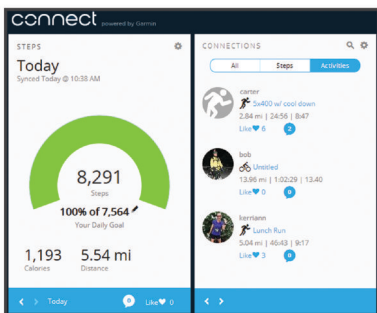 connect powered by Garmin
STEPS
Today
Synced Today @ 10:38 AM
8,291
Steps
100% of 7,564
Your Daily Goal
1,193
Calories
5.54 mi
Distance
Today
0
Like 0
CONNECTIONS
All
Steps
Activities
carter
5x400 w/ cool down
2.84 mi | 24:56 | 8:47
Like 6
2
bob
Untitled
13.96 mi | 1:02:29 | 13.40
Like 0
0
kerriann
Lunch Run
5.04 mi | 46:43 | 9:17
Like 3
0